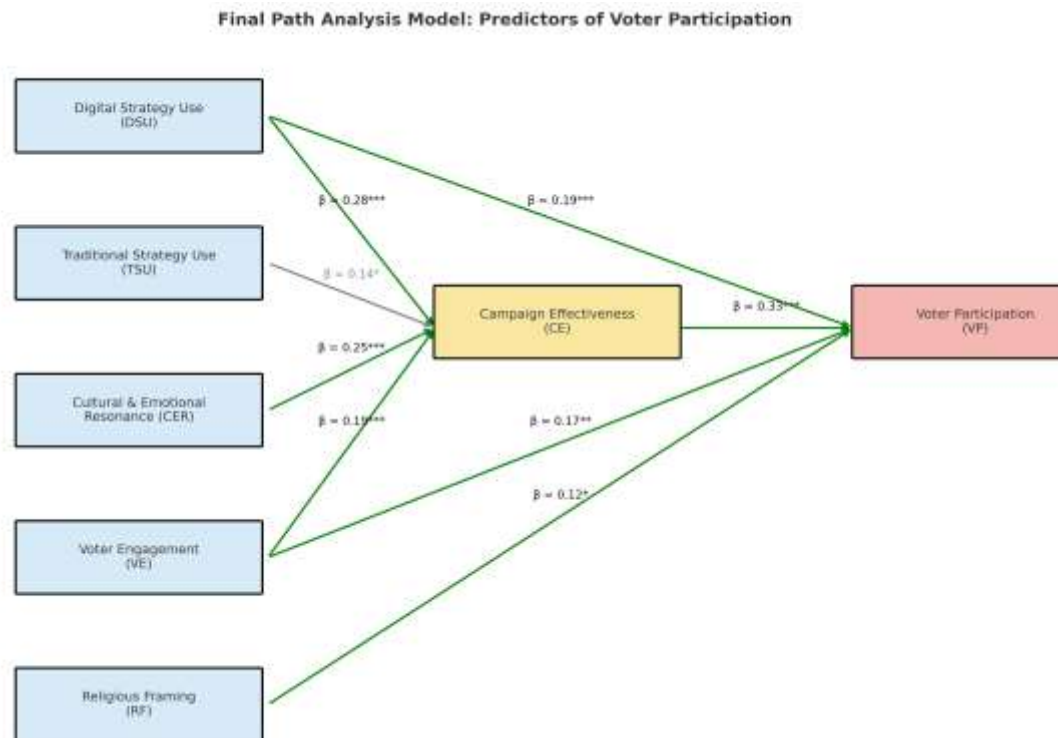 Final Path Analysis Model: Predictors of Voter Participation
Digital Strategy Use
(DSU)
β = 0.28***
β = 0.19***
Traditional Strategy Use
(TSU)
β = 0.14*
Campaign Effectiveness
(CE)
β = 0.33***
Voter Participation
(VP)
β = 0.25***
Cultural & Emotional
Resonance (CER)
β = 0.19***
β = 0.17**
β = 0.12*
Voter Engagement
(VE)
Religious Framing
(RF)